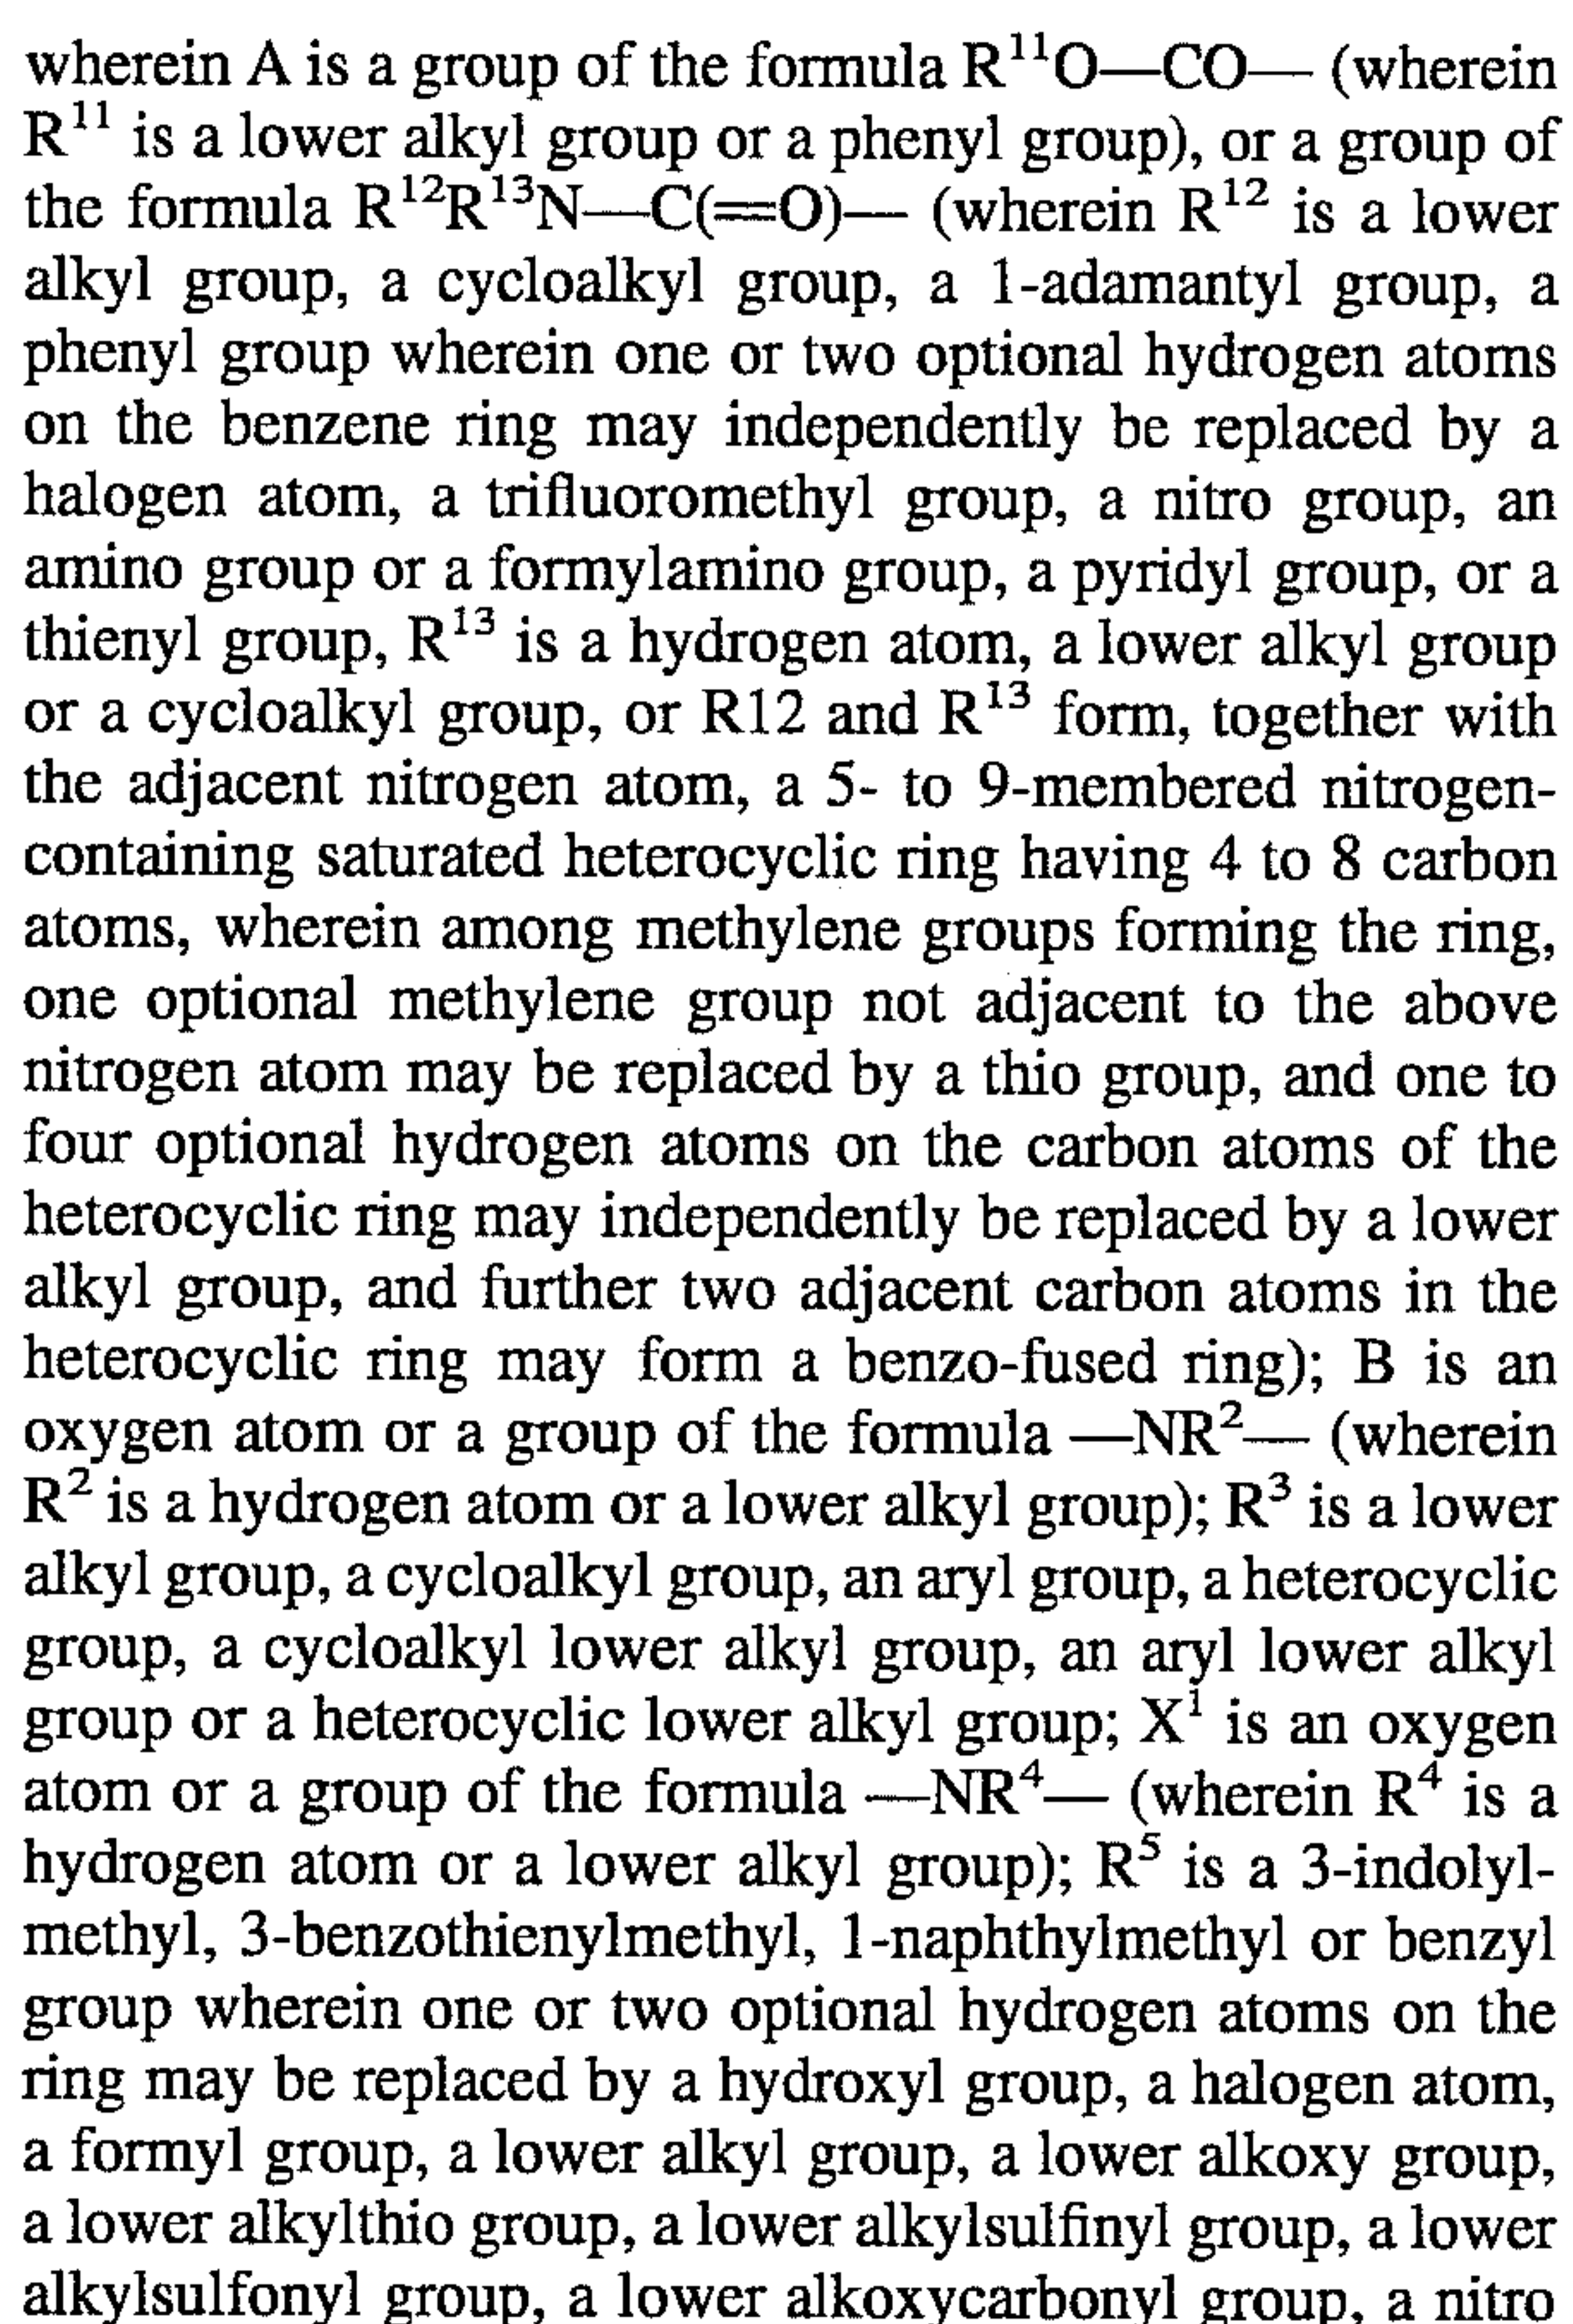 wherein A is a group of the formula R¹¹O—CO— (wherein
R¹¹ is a lower alkyl group or a phenyl group), or a group of
the formula R¹²R¹³N—C(═O)— (wherein R¹² is a lower
alkyl group, a cycloalkyl group, a 1-adamantyl group, a
phenyl group wherein one or two optional hydrogen atoms
on the benzene ring may independently be replaced by a
halogen atom, a trifluoromethyl group, a nitro group, an
amino group or a formylamino group, a pyridyl group, or a
thienyl group, R¹³ is a hydrogen atom, a lower alkyl group
or a cycloalkyl group, or R12 and R¹³ form, together with
the adjacent nitrogen atom, a 5- to 9-membered nitrogen-
containing saturated heterocyclic ring having 4 to 8 carbon
atoms, wherein among methylene groups forming the ring,
one optional methylene group not adjacent to the above
nitrogen atom may be replaced by a thio group, and one to
four optional hydrogen atoms on the carbon atoms of the
heterocyclic ring may independently be replaced by a lower
alkyl group, and further two adjacent carbon atoms in the
heterocyclic ring may form a benzo-fused ring); B is an
oxygen atom or a group of the formula —NR²— (wherein
R² is a hydrogen atom or a lower alkyl group); R³ is a lower
alkyl group, a cycloalkyl group, an aryl group, a heterocyclic
group, a cycloalkyl lower alkyl group, an aryl lower alkyl
group or a heterocyclic lower alkyl group; X¹ is an oxygen
atom or a group of the formula —NR⁴— (wherein R⁴ is a
hydrogen atom or a lower alkyl group); R⁵ is a 3-indolyl-
methyl, 3-benzothienylmethyl, 1-naphthylmethyl or benzyl
group wherein one or two optional hydrogen atoms on the
ring may be replaced by a hydroxyl group, a halogen atom,
a formyl group, a lower alkyl group, a lower alkoxy group,
a lower alkylthio group, a lower alkylsulfinyl group, a lower
alkylsulfonyl group, a lower alkoxycarbonyl group, a nitro